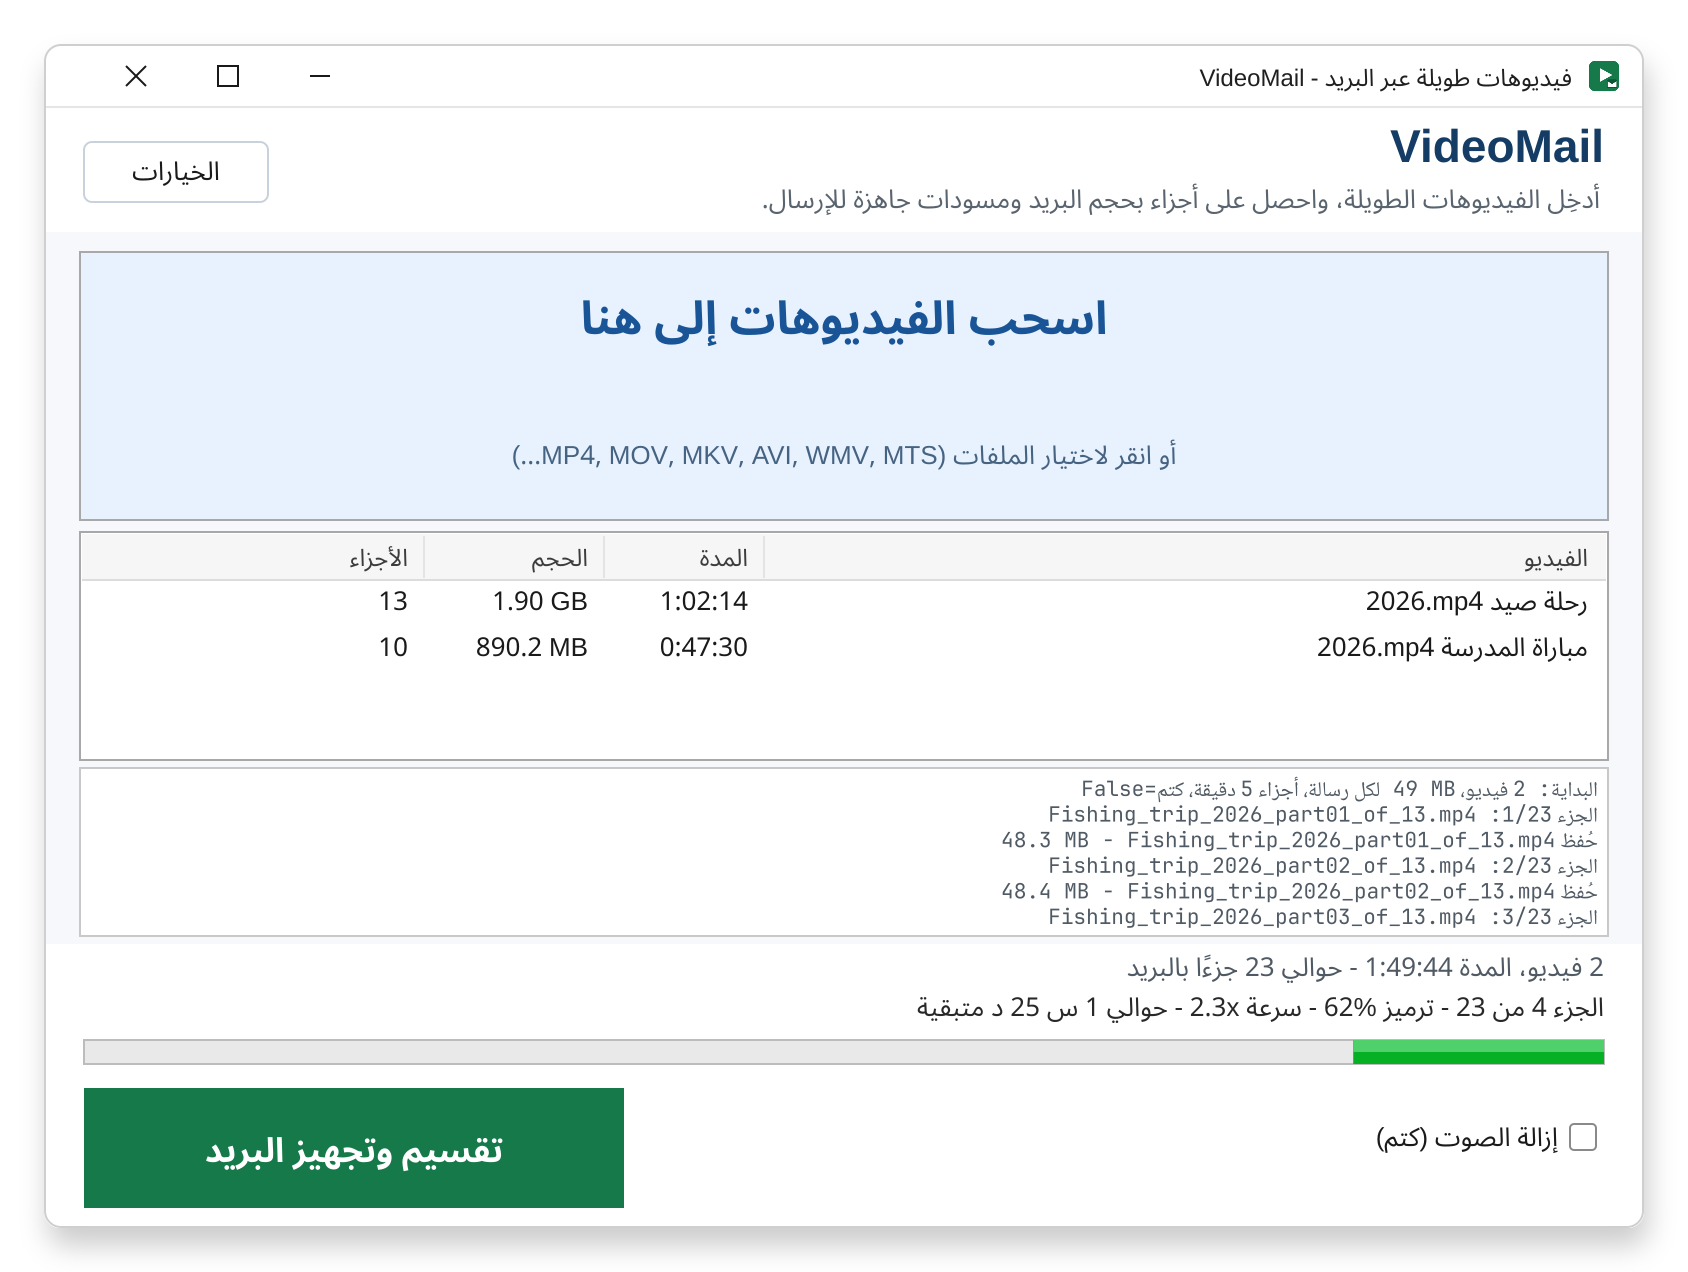 فيديوهات طويلة عبر البريد - VideoMail
VideoMail
أدخِل الفيديوهات الطويلة، واحصل على أجزاء بحجم البريد ومسودات جاهزة للإرسال.
الخيارات
اسحب الفيديوهات إلى هنا
أو انقر لاختيار الملفات (MP4, MOV, MKV, AVI, WMV, MTS...)
الفيديو المدة الحجم الأجزاء
رحلة صيد 2026.mp4 1:02:14 1.90 GB 13
مباراة المدرسة 2026.mp4 0:47:30 890.2 MB 10
البداية: 2 فيديو، 49 MB لكل رسالة، أجزاء 5 دقيقة، كتم=False
الجزء 1/23: Fishing_trip_2026_part01_of_13.mp4
حُفظ Fishing_trip_2026_part01_of_13.mp4 - 48.3 MB
الجزء 2/23: Fishing_trip_2026_part02_of_13.mp4
حُفظ Fishing_trip_2026_part02_of_13.mp4 - 48.4 MB
الجزء 3/23: Fishing_trip_2026_part03_of_13.mp4
2 فيديو، المدة 1:49:44 - حوالي 23 جزءًا بالبريد
الجزء 4 من 23 - ترميز 62% - سرعة 2.3x - حوالي 1 س 25 د متبقية
إزالة الصوت (كتم)
تقسيم وتجهيز البريد